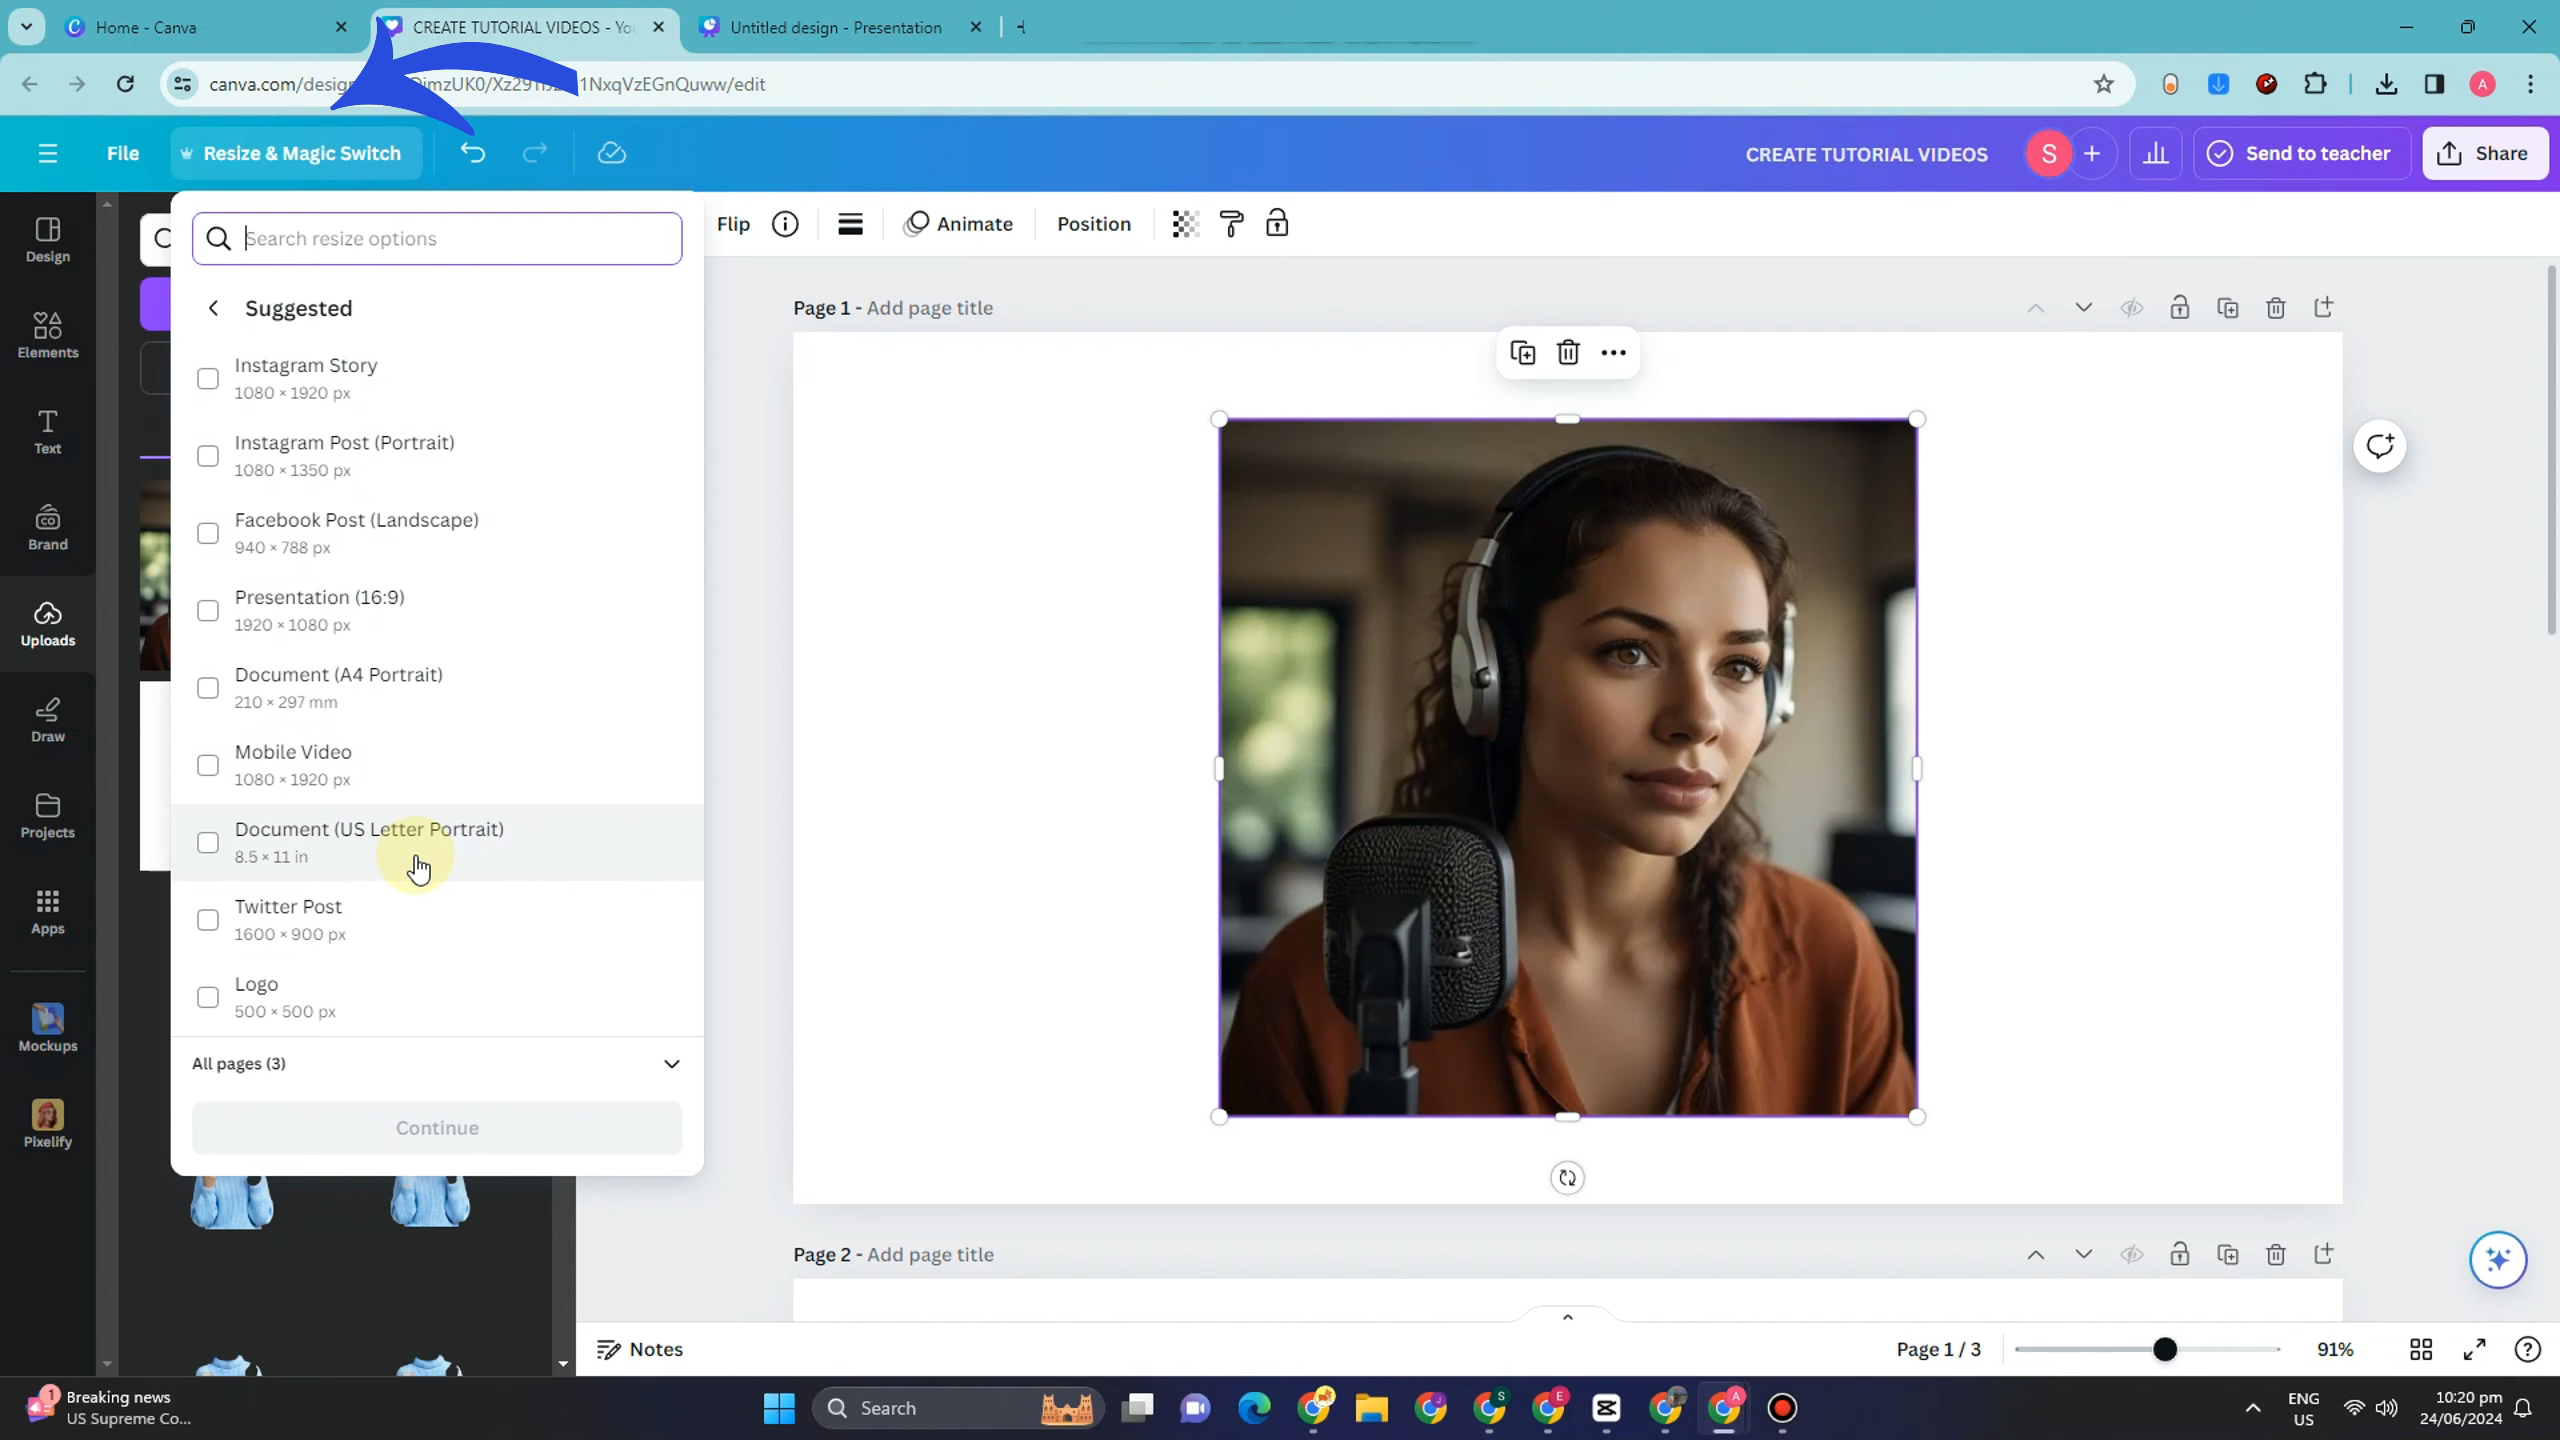 Home - Canva
CREATE TUTORIAL VIDEOS - Yo
Untitled design - Presentation
canva.com/desig
1NxqVzEGnQuww/edit
A
File
Resize & Magic Switch
CREATE TUTORIAL VIDEOS
S
Send to teacher
Share
Design
Elements
Text
Brand
Uploads
Draw
Projects
Apps
Mockups
Pixelify
Search resize options
Suggested
Instagram Story
1080 × 1920 px
Instagram Post (Portrait)
1080 × 1350 px
Facebook Post (Landscape)
940 × 788 px
Presentation (16:9)
1920 × 1080 px
Document (A4 Portrait)
210 × 297 mm
Mobile Video
1080 × 1920 px
Document (US Letter Portrait)
8.5 × 11 in
Twitter Post
1600 × 900 px
Logo
500 × 500 px
All pages (3)
Continue
Flip
Animate
Position
Page 1 - Add page title
Page 2 - Add page title
Notes
Page 1 / 3
91%
1
Breaking news
US Supreme Co...
Search
J
S
E
A
ENG
US
10:20 pm
24/06/2024